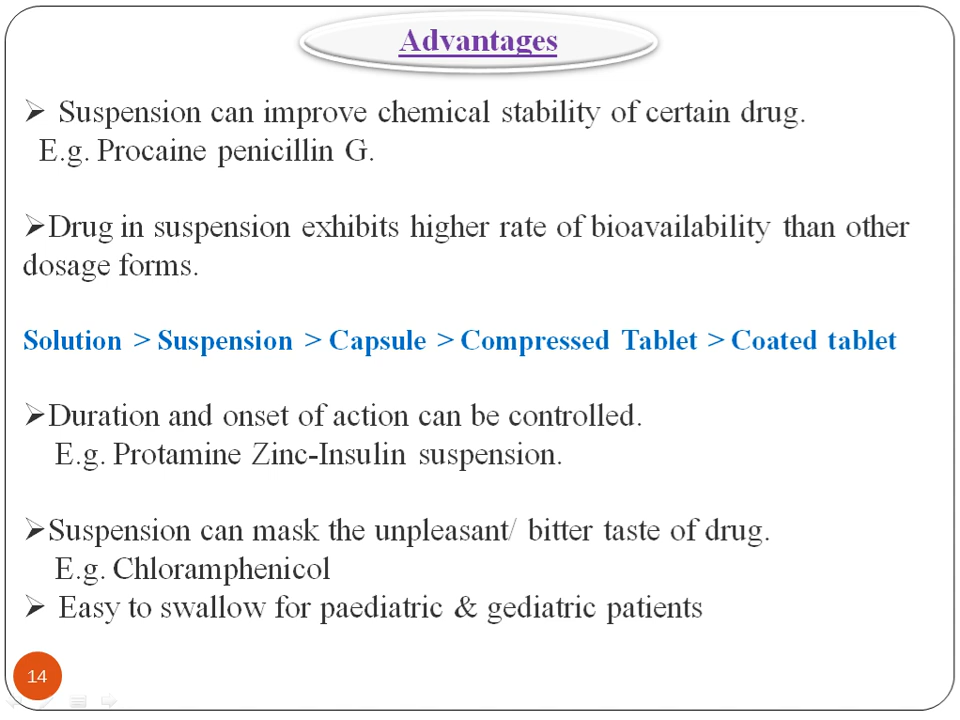 Advantages
➢ Suspension can improve chemical stability of certain drug.
E.g. Procaine penicillin G.
➢Drug in suspension exhibits higher rate of bioavailability than other
dosage forms.
Solution > Suspension > Capsule > Compressed Tablet > Coated tablet
➢Duration and onset of action can be controlled.
E.g. Protamine Zinc-Insulin suspension.
➢Suspension can mask the unpleasant/ bitter taste of drug.
E.g. Chloramphenicol
➢ Easy to swallow for paediatric & gediatric patients
14